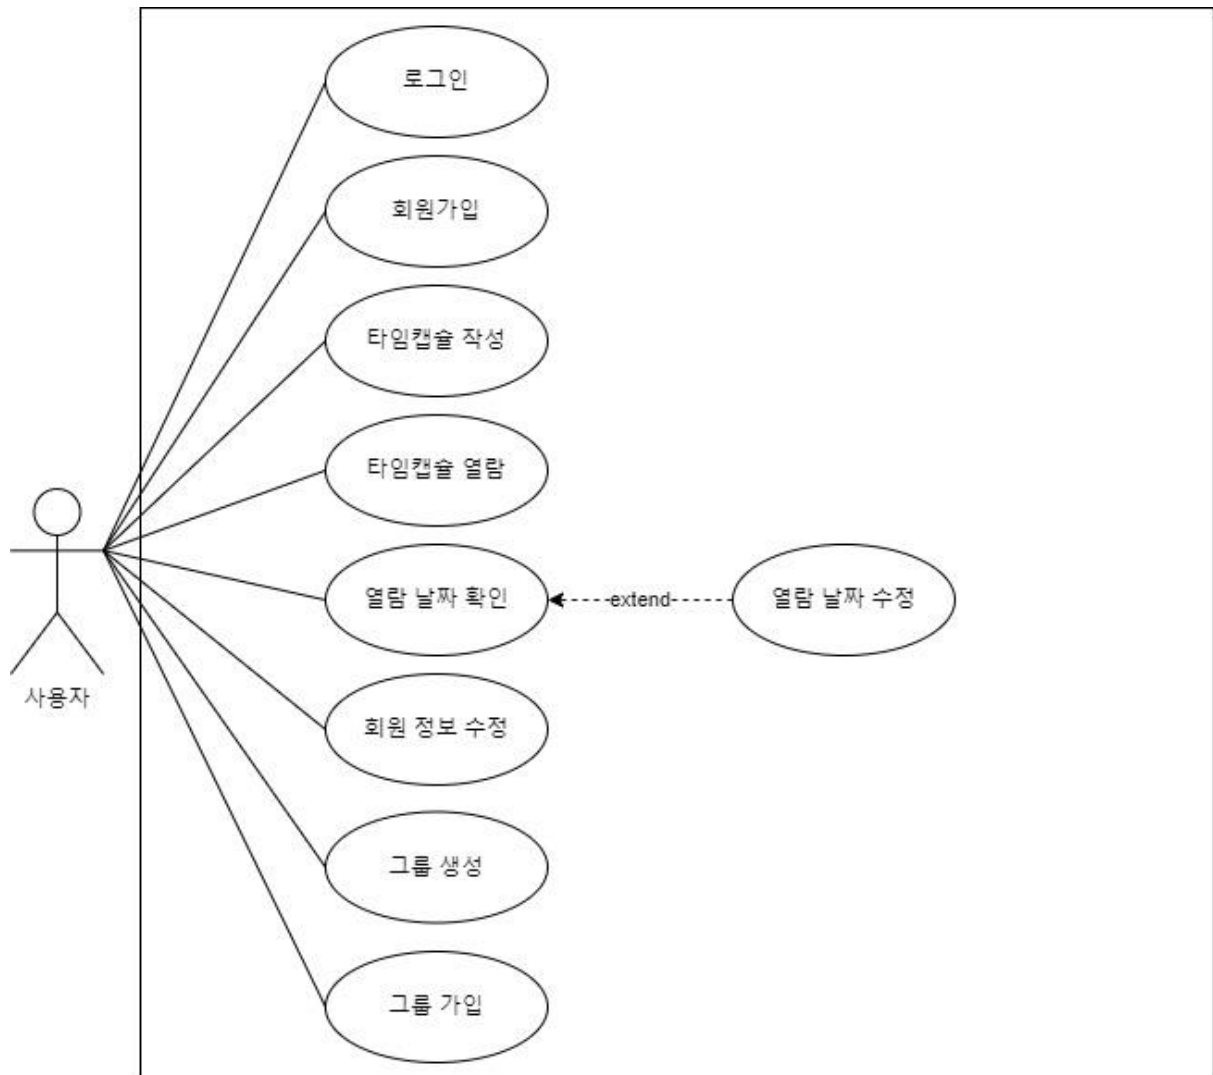 로그인
회원가입
타임캡슐 작성
타임캡슐 열람
열람 날짜 확인
extend
열람 날짜 수정
사용자
회원 정보 수정
그룹 생성
그룹 가입